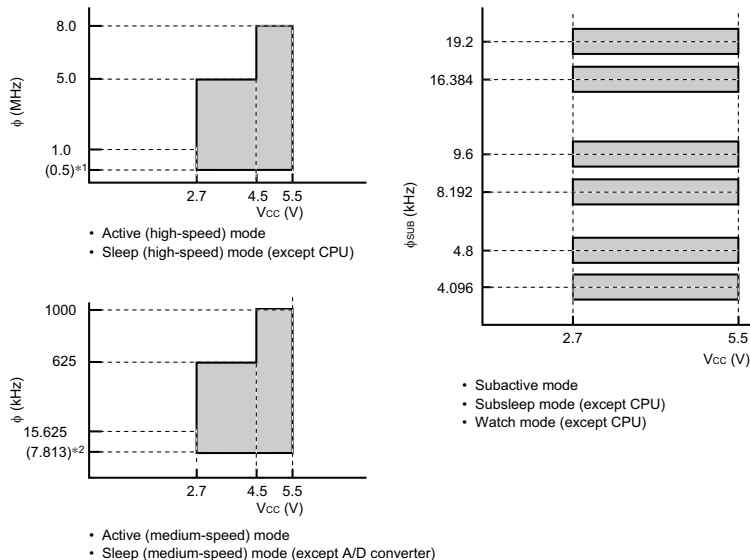 8.0
5.0
1.0
(0.5)*1
φ (MHz)
2.7 4.5 5.5
VCC (V)
• Active (high-speed) mode
• Sleep (high-speed) mode (except CPU)
1000
625
15.625
(7.813)*2
φ (kHz)
2.7 4.5 5.5
VCC (V)
• Active (medium-speed) mode
• Sleep (medium-speed) mode (except A/D converter)
19.2
16.384
9.6
8.192
4.8
4.096
φSUB (kHz)
2.7 5.5
VCC (V)
• Subactive mode
• Subsleep mode (except CPU)
• Watch mode (except CPU)